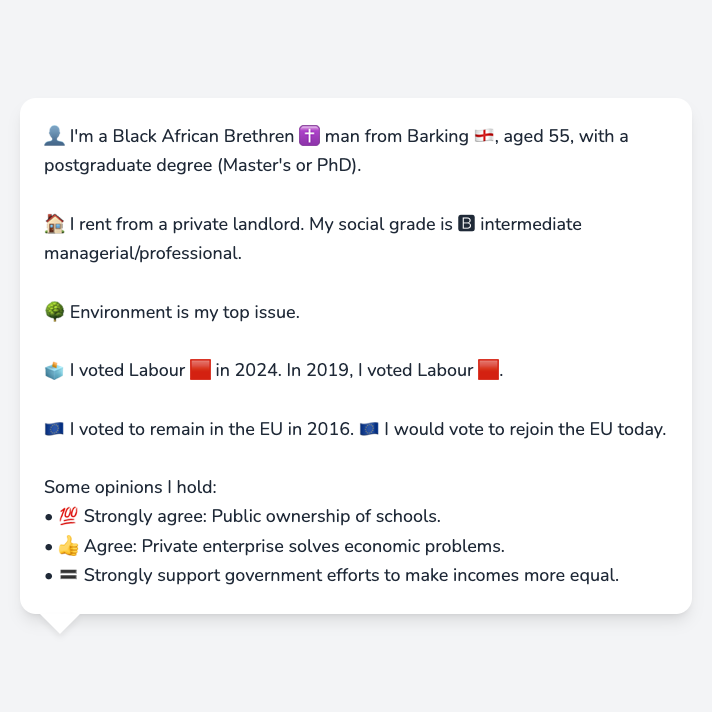 👤 I'm a Black African Brethren ✝️ man from Barking 🏴󠁧󠁢󠁥󠁮󠁧󠁿, aged 55, with a
postgraduate degree (Master's or PhD).
🏠 I rent from a private landlord. My social grade is 🅱 intermediate
managerial/professional.
🌳 Environment is my top issue.
🗳️ I voted Labour 🟥 in 2024. In 2019, I voted Labour 🟥.
🇪🇺 I voted to remain in the EU in 2016. 🇪🇺 I would vote to rejoin the EU today.
Some opinions I hold:
• 💯 Strongly agree: Public ownership of schools.
• 👍 Agree: Private enterprise solves economic problems.
• 🟰 Strongly support government efforts to make incomes more equal.